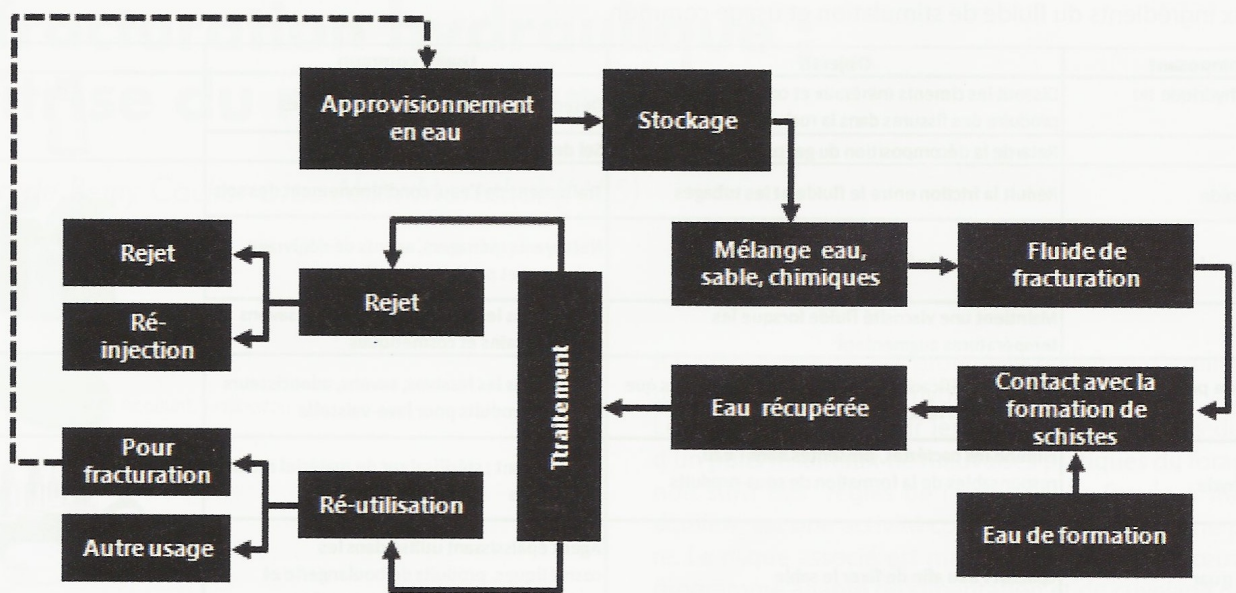 Approvisionnement
en eau
Stockage
Mélange eau,
sable, chimiques
Fluide de
fracturation
Rejet
Rejet
Ré-
injection
Ttraitement
Eau récupérée
Contact avec la
formation de
schistes
Pour
fracturation
Ré-utilisation
Autre usage
Eau de formation